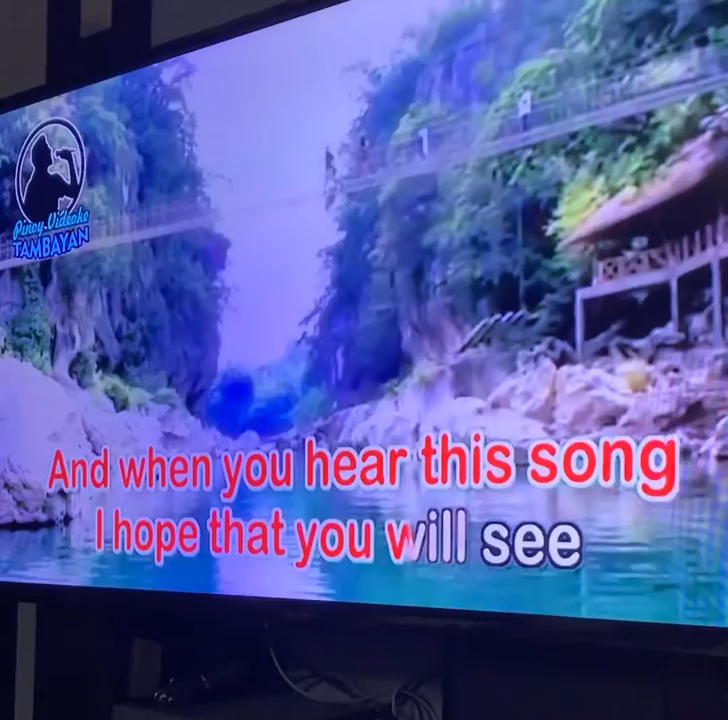 Pinoy Videoke
TAMBAYAN
And when you hear this song
I hope that you will see